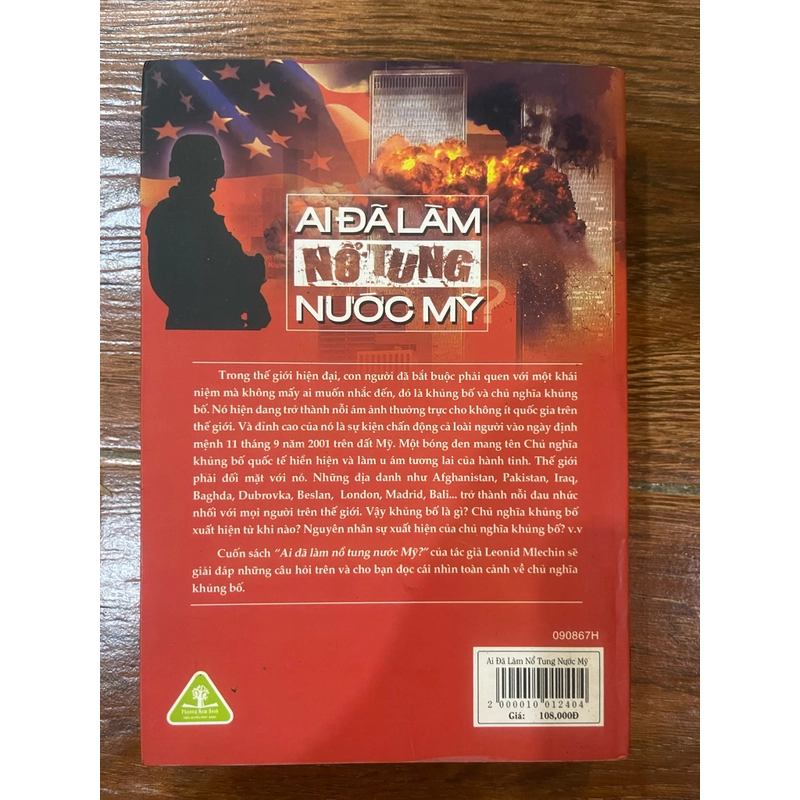 AI ĐÃ LÀM
NỔ TUNG
NƯỚC MỸ?
Trong thế giới hiện đại, con người đã bắt buộc phải quen với một khái
niệm mà không mấy ai muốn nhắc đến, đó là khủng bố và chủ nghĩa khủng
bố. Nó hiện đang trở thành nỗi ám ảnh thường trực cho không ít quốc gia trên
thế giới. Và đỉnh cao của nó là sự kiện chấn động cả loài người vào ngày định
mệnh 11 tháng 9 năm 2001 trên đất Mỹ. Một bóng đen mang tên Chủ nghĩa
khủng bố quốc tế hiển hiện và làm u ám tương lai của hành tinh. Thế giới
phải đối mặt với nó. Những địa danh như Afghanistan, Pakistan, Iraq,
Baghda, Dubrovka, Beslan, London, Madrid, Bali... trở thành nỗi đau nhức
nhối với mọi người trên thế giới. Vậy khủng bố là gì? Chủ nghĩa khủng bố
xuất hiện từ khi nào? Nguyên nhân sự xuất hiện của chủ nghĩa khủng bố? v.v
Cuốn sách "Ai đã làm nổ tung nước Mỹ?" của tác giả Leonid Mlechin sẽ
giải đáp những câu hỏi trên và cho bạn đọc cái nhìn toàn cảnh về chủ nghĩa
khủng bố.
090867H
Ai Đã Làm Nổ Tung Nước Mỹ
2 000010 012404
Giá: 108,000Đ
Phuong Nam Book